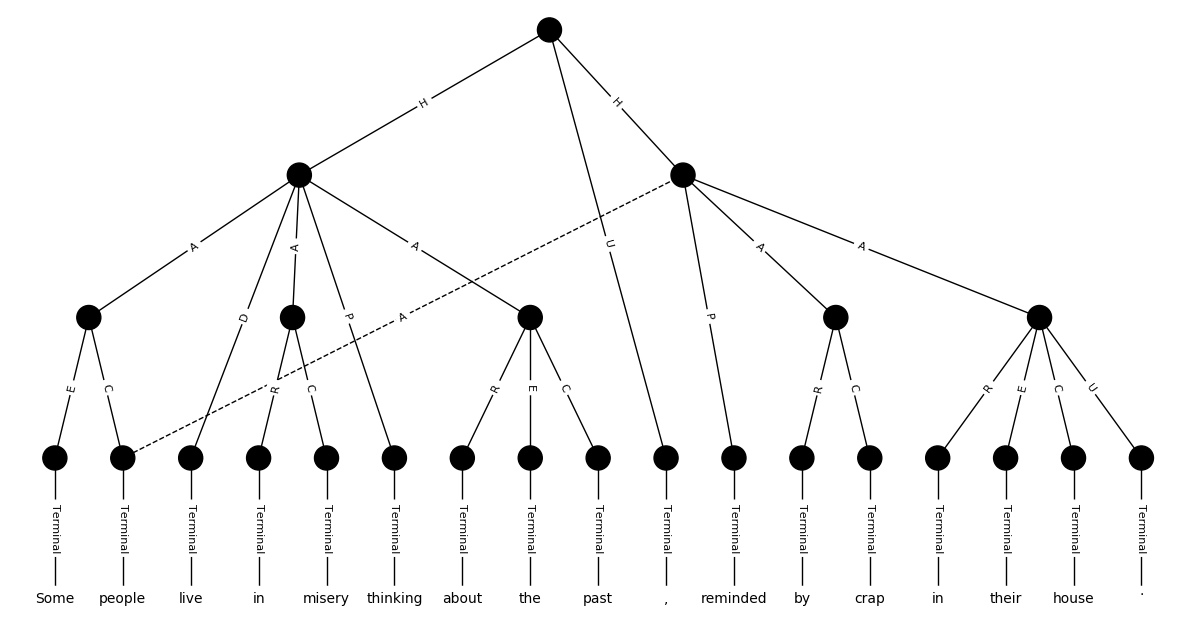 H H
A D A P A A U P A A
E C R C R E C R C R E C U
Terminal Terminal Terminal Terminal Terminal Terminal Terminal Terminal Terminal Terminal Terminal Terminal Terminal Terminal Terminal Terminal Terminal
Some people live in misery thinking about the past , reminded by crap in their house .